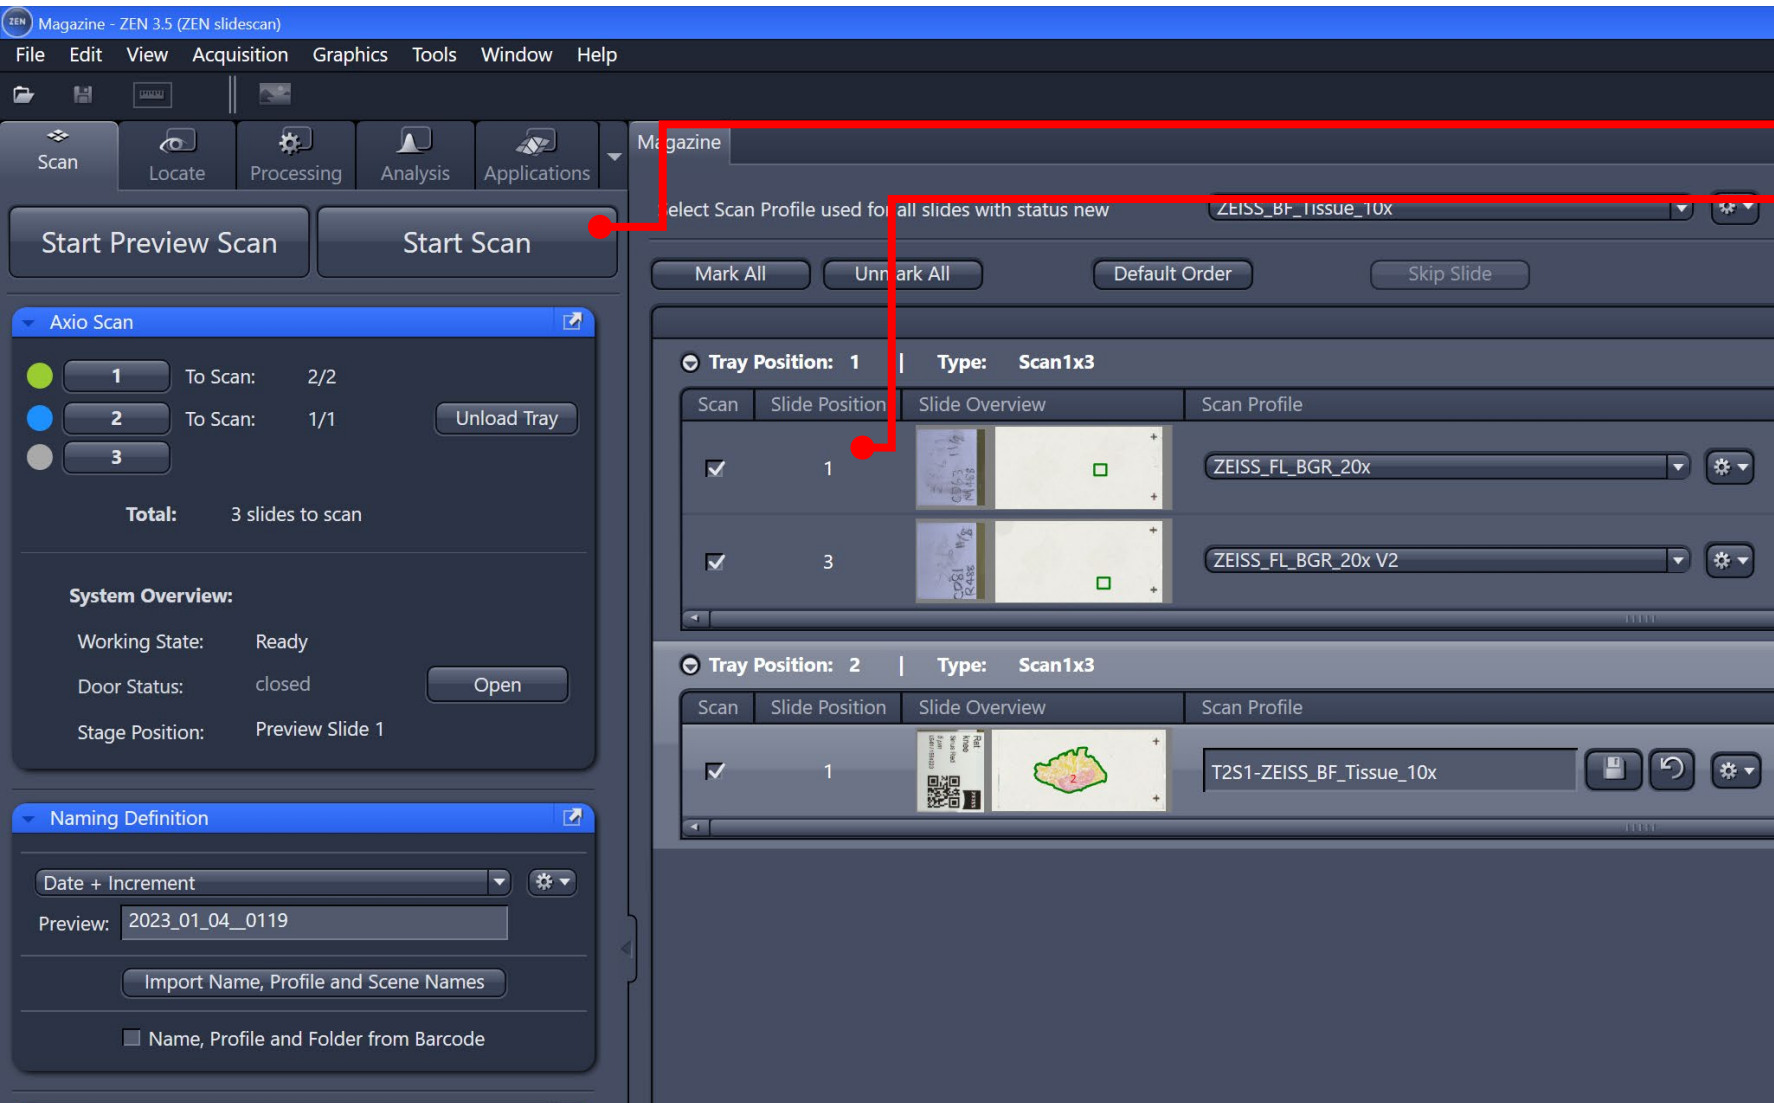 ZEN Magazine - ZEN 3.5 (ZEN slidescan)
File Edit View Acquisition Graphics Tools Window Help
Scan Locate Processing Analysis Applications
Magazine
Start Preview Scan Start Scan
Select Scan Profile used for all slides with status new ZEISS_BF_Tissue_10x
Mark All Unmark All Default Order Skip Slide
Axio Scan
1 To Scan: 2/2
2 To Scan: 1/1 Unload Tray
3
Total: 3 slides to scan
System Overview:
Working State: Ready
Door Status: closed Open
Stage Position: Preview Slide 1
Naming Definition
Date + Increment
Preview: 2023_01_04__0119
Import Name, Profile and Scene Names
Name, Profile and Folder from Barcode
Tray Position: 1 | Type: Scan1x3
Scan Slide Position Slide Overview Scan Profile
1 ZEISS_FL_BGR_20x
3 ZEISS_FL_BGR_20x V2
Tray Position: 2 | Type: Scan1x3
Scan Slide Position Slide Overview Scan Profile
1 Rat knee 2 T2S1-ZEISS_BF_Tissue_10x